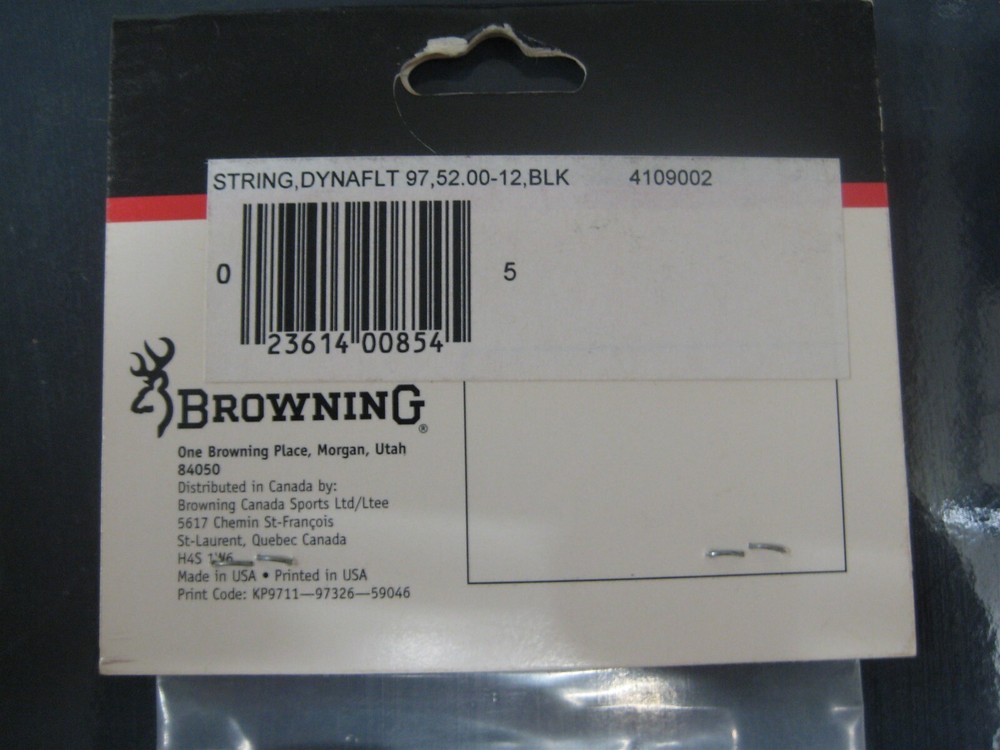 STRING,DYNAFLT 97,52.00-12,BLK 4109002
0 23614 00854 5
BROWNING®
One Browning Place, Morgan, Utah
84050
Distributed in Canada by:
Browning Canada Sports Ltd/Ltee
5617 Chemin St-François
St-Laurent, Quebec Canada
H4S 1W6
Made in USA • Printed in USA
Print Code: KP9711—97326—59046